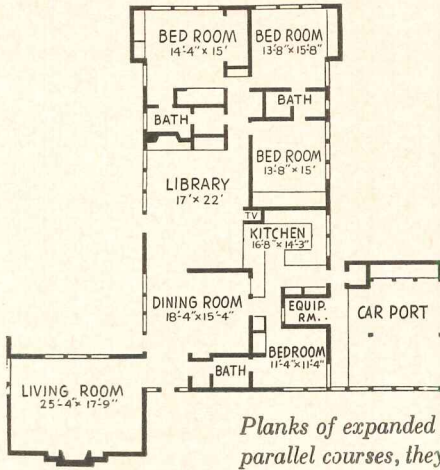 BED ROOM
14'-4" x 15'
BED ROOM
13'-8" x 15'-8"
BATH
BATH
BED ROOM
13'-8" x 15'
LIBRARY
17' x 22'
TV
KITCHEN
16'-8" x 14'-3"
DINING ROOM
18'-4" x 15'-4"
EQUIP.
RM..
CAR PORT
BEDROOM
11'-4" x 11'-4"
BATH
LIVING ROOM
25'-4" x 17'-9"
Planks of expanded
parallel courses, they